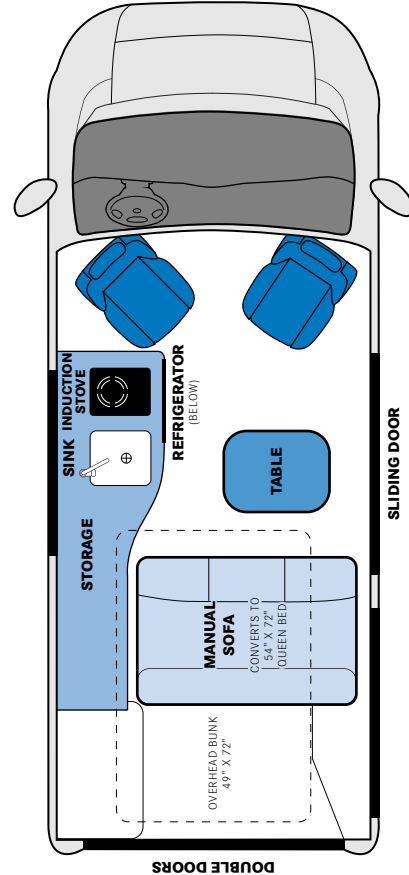 INDUCTION
STOVE
SINK
REFRIGERATOR
(BELOW)
STORAGE
TABLE
SLIDING DOOR
MANUAL
SOFA
CONVERTS TO
54" X 72"
QUEEN BED
OVERHEAD BUNK
49" X 72"
DOUBLE DOORS